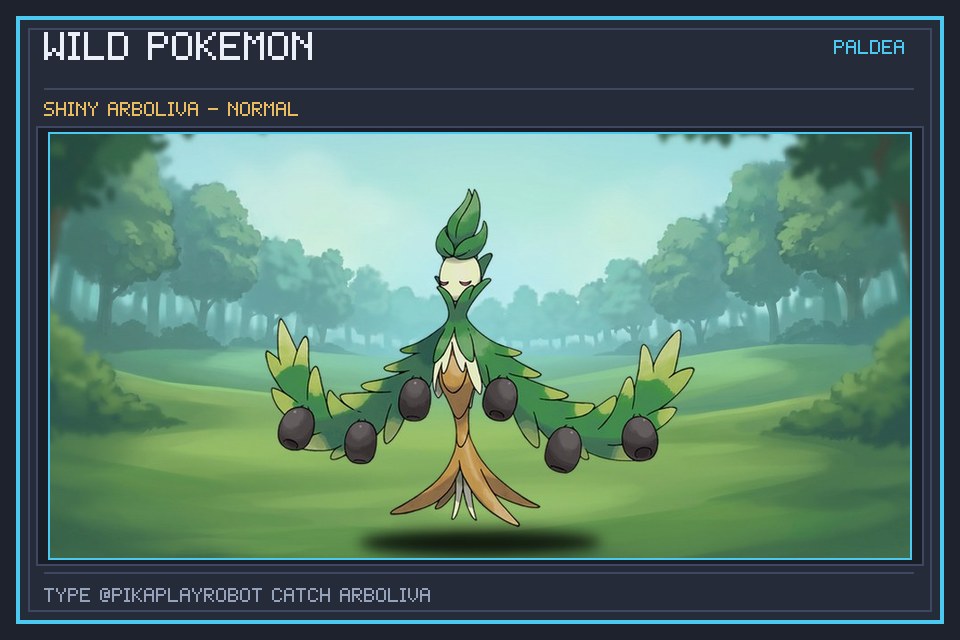 WILD POKEMON
PALDEA
SHINY ARBOLIVA - NORMAL
TYPE @PIKAPLAYROBOT CATCH ARBOLIVA